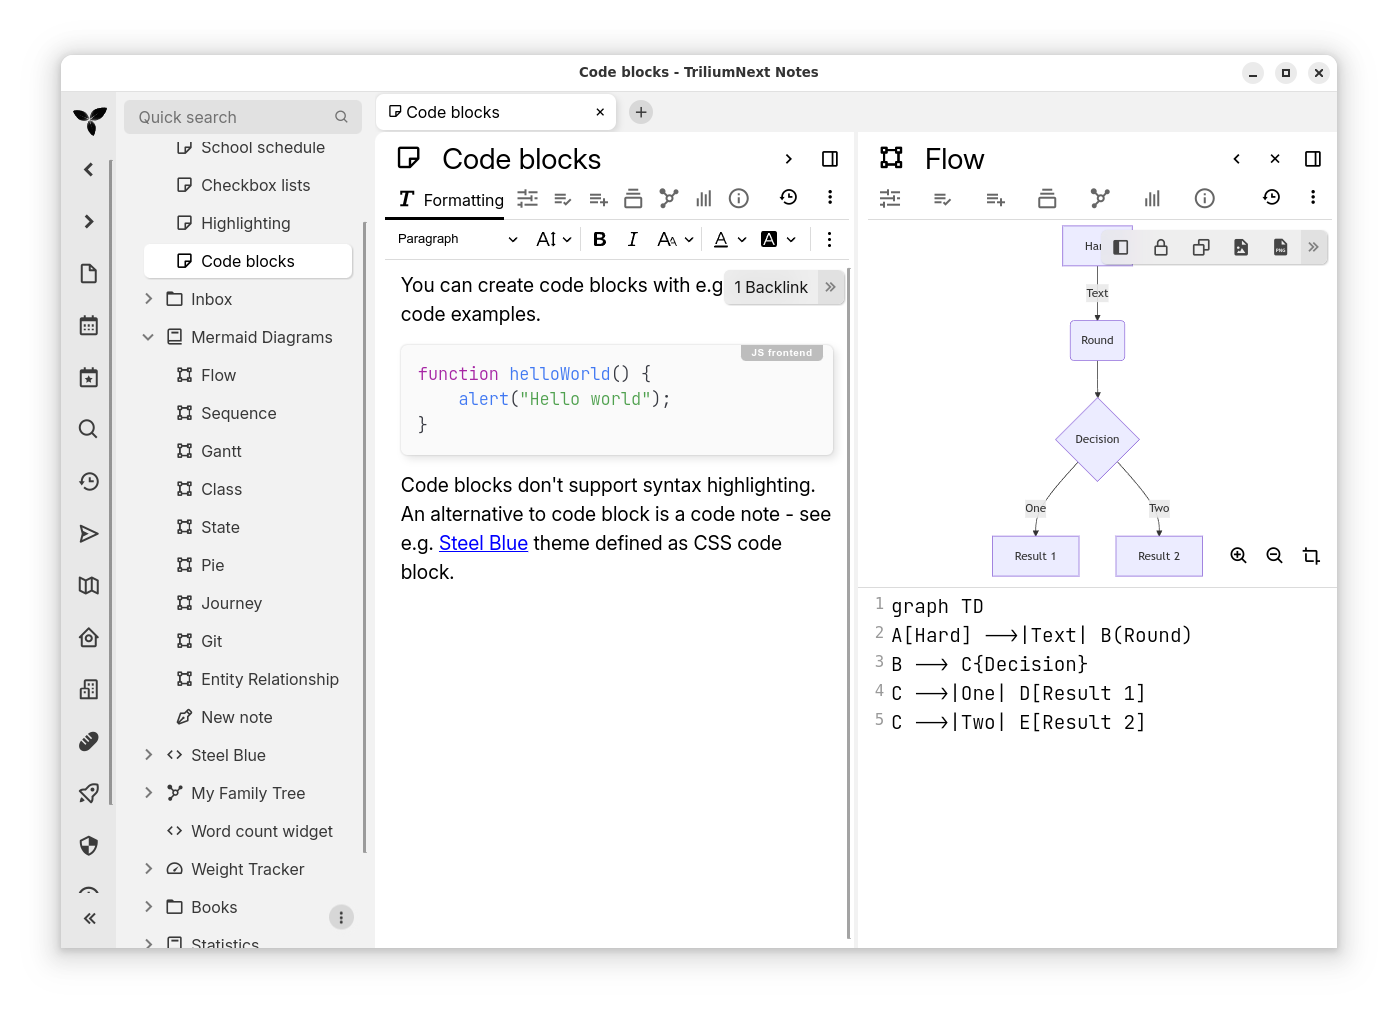 Code blocks - TriliumNext Notes
Quick search
School schedule
Checkbox lists
Highlighting
Code blocks
Inbox
Mermaid Diagrams
Flow
Sequence
Gantt
Class
State
Pie
Journey
Git
Entity Relationship
New note
Steel Blue
My Family Tree
Word count widget
Weight Tracker
Books
Statistics
Code blocks
Code blocks
Formatting
Paragraph
You can create code blocks with e.g
1 Backlink
code examples.
JS frontend
function helloWorld() {
    alert("Hello world");
}
Code blocks don't support syntax highlighting.
An alternative to code block is a code note - see
e.g. Steel Blue theme defined as CSS code
block.
Flow
PNG
Text
Round
Decision
One
Two
Result 1
Result 2
1 graph TD
2 A[Hard] -->|Text| B(Round)
3 B --> C{Decision}
4 C -->|One| D[Result 1]
5 C -->|Two| E[Result 2]